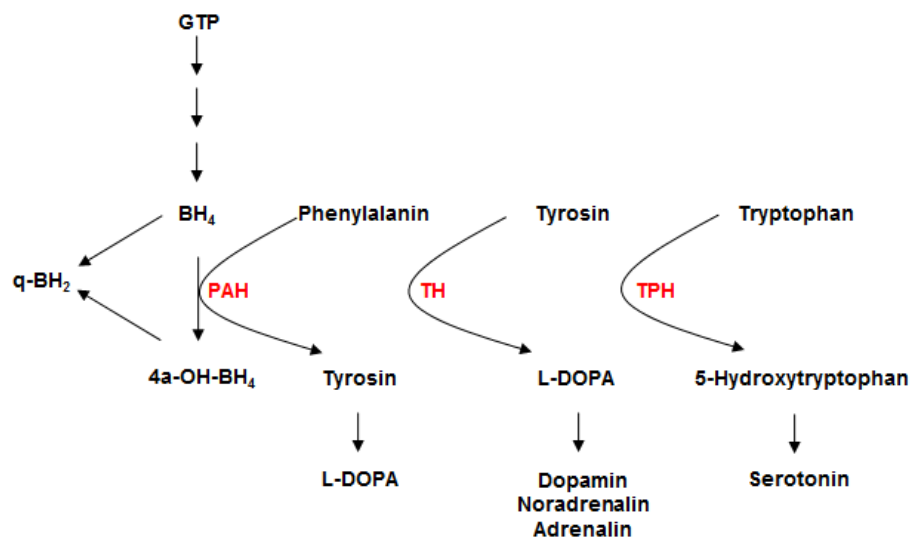 GTP
BH₄
Phenylalanin
Tyrosin
Tryptophan
q-BH₂
PAH
TH
TPH
4a-OH-BH₄
Tyrosin
L-DOPA
5-Hydroxytryptophan
L-DOPA
Dopamin
Noradrenalin
Adrenalin
Serotonin